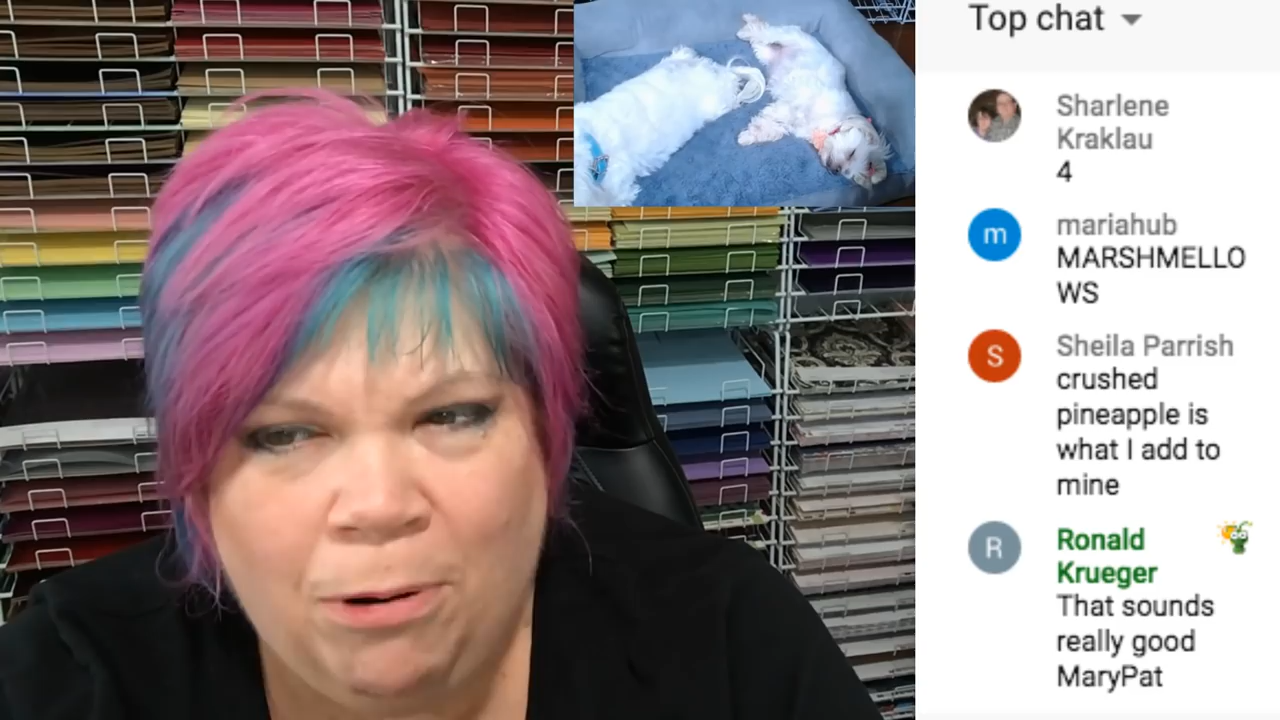 Top chat
Sharlene
Kraklau
4
m
mariahub
MARSHMELLO
WS
S
Sheila Parrish
crushed
pineapple is
what I add to
mine
R
Ronald
Krueger
That sounds
really good
MaryPat